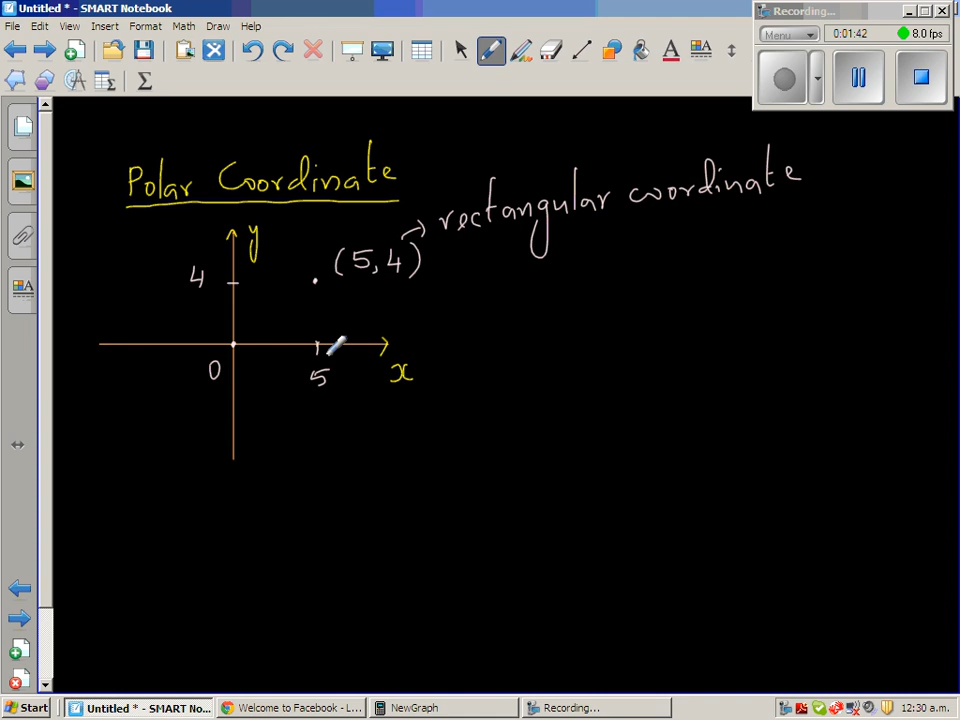 Untitled * - SMART Notebook
File Edit View Insert Format Math Draw Help
Recording...
Menu
0:01:42
8.0 fps
Polar Coordinate
rectangular coordinate
y
(5,4)
4
0
5
x
Start
Untitled * - SMART No...
Welcome to Facebook - L...
NewGraph
Recording...
12:30 a.m.